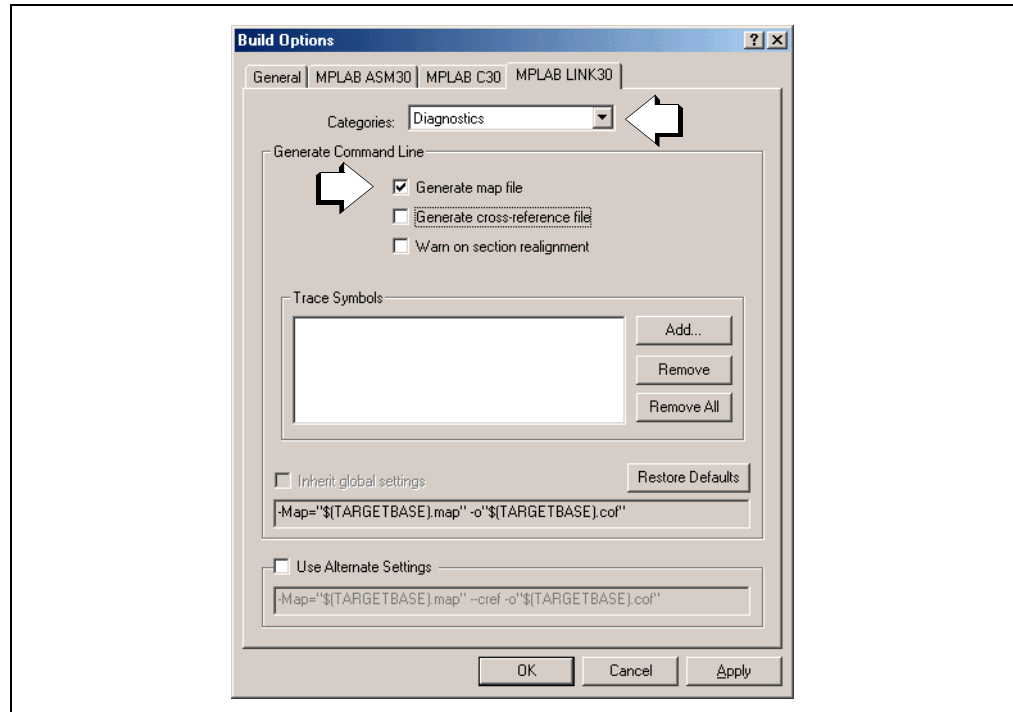 Build Options
General MPLAB ASM30 MPLAB C30 MPLAB LINK30
Categories: Diagnostics
Generate Command Line
Generate map file
Generate cross-reference file
Warn on section realignment
Trace Symbols
Add...
Remove
Remove All
Inherit global settings
Restore Defaults
-Map="$(TARGETBASE).map" -o"$(TARGETBASE).cof"
Use Alternate Settings
-Map="$(TARGETBASE).map" --cref -o"$(TARGETBASE).cof"
OK Cancel Apply